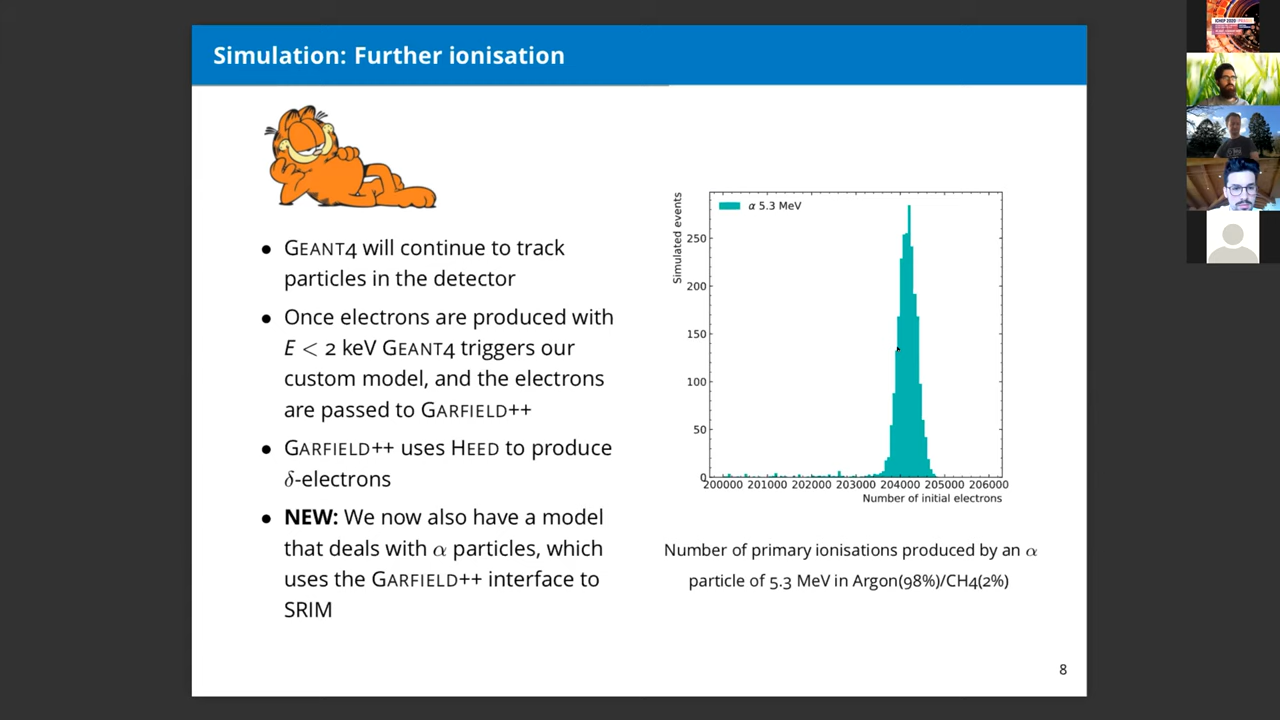 Simulation: Further ionisation
● GEANT4 will continue to track
particles in the detector
● Once electrons are produced with
E < 2 keV GEANT4 triggers our
custom model, and the electrons
are passed to GARFIELD++
● GARFIELD++ uses HEED to produce
δ-electrons
● NEW: We now also have a model
that deals with α particles, which
uses the GARFIELD++ interface to
SRIM
α 5.3 MeV
Simulated events
250
200
150
100
50
0
200000 201000 202000 203000 204000 205000 206000
Number of initial electrons
Number of primary ionisations produced by an α
particle of 5.3 MeV in Argon(98%)/CH4(2%)
8
ICHEP 2020